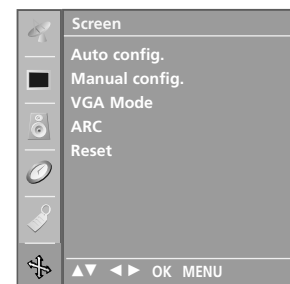 Screen
Auto config.
Manual config.
VGA Mode
ARC
Reset
▲▼ ◄► OK MENU